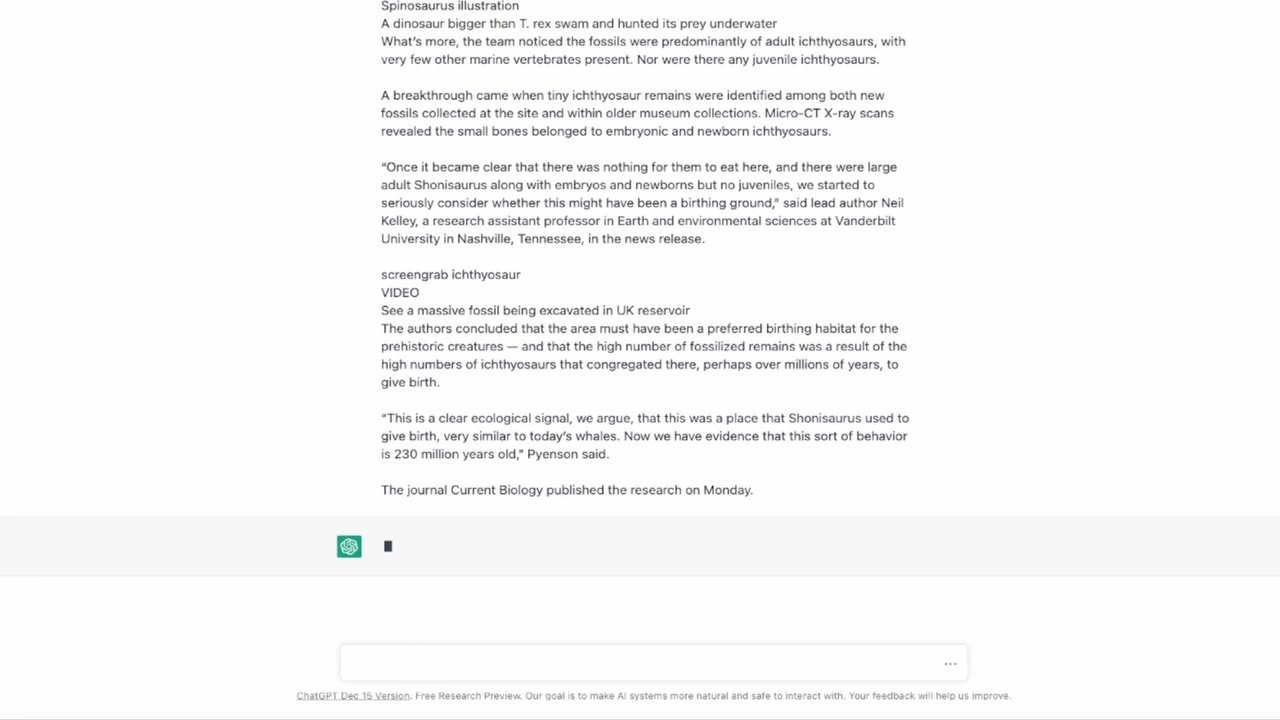 Spinosaurus illustration
A dinosaur bigger than T. rex swam and hunted its prey underwater
What's more, the team noticed the fossils were predominantly of adult ichthyosaurs, with
very few other marine vertebrates present. Nor were there any juvenile ichthyosaurs.
A breakthrough came when tiny ichthyosaur remains were identified among both new
fossils collected at the site and within older museum collections. Micro-CT X-ray scans
revealed the small bones belonged to embryonic and newborn ichthyosaurs.
“Once it became clear that there was nothing for them to eat here, and there were large
adult Shonisaurus along with embryos and newborns but no juveniles, we started to
seriously consider whether this might have been a birthing ground,” said lead author Neil
Kelley, a research assistant professor in Earth and environmental sciences at Vanderbilt
University in Nashville, Tennessee, in the news release.
screengrab ichthyosaur
VIDEO
See a massive fossil being excavated in UK reservoir
The authors concluded that the area must have been a preferred birthing habitat for the
prehistoric creatures — and that the high number of fossilized remains was a result of the
high numbers of ichthyosaurs that congregated there, perhaps over millions of years, to
give birth.
“This is a clear ecological signal, we argue, that this was a place that Shonisaurus used to
give birth, very similar to today's whales. Now we have evidence that this sort of behavior
is 230 million years old,” Pyenson said.
The journal Current Biology published the research on Monday.
ChatGPT Dec 15 Version. Free Research Preview. Our goal is to make AI systems more natural and safe to interact with. Your feedback will help us improve.